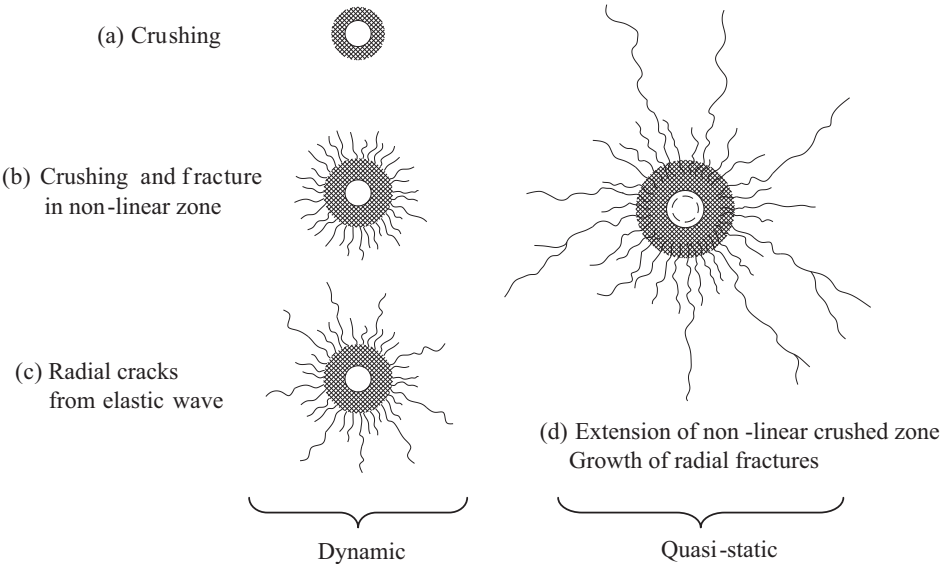 (a) Crushing
(b) Crushing and fracture
in non-linear zone
(c) Radial cracks
from elastic wave
(d) Extension of non -linear crushed zone
Growth of radial fractures
Dynamic
Quasi-static